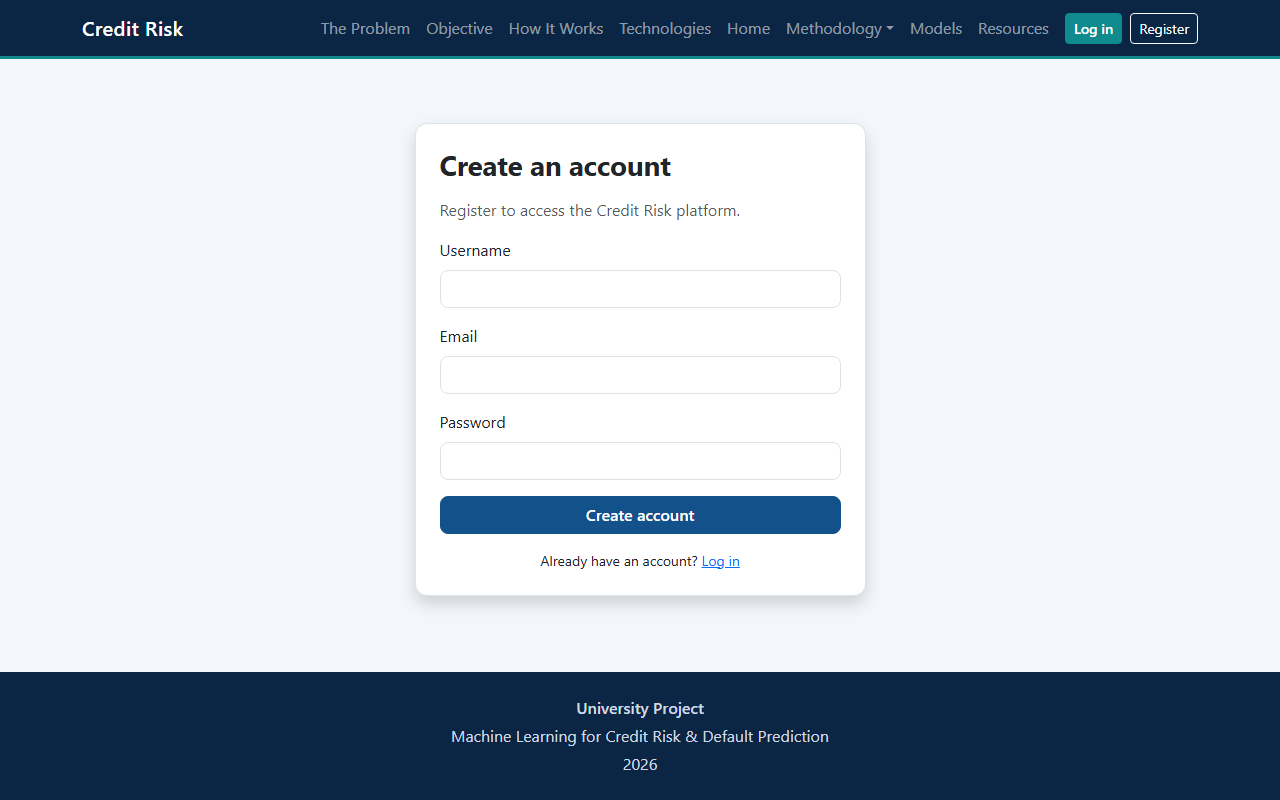 Credit Risk The Problem Objective How It Works Technologies Home Methodology Models Resources Log in Register
Create an account
Register to access the Credit Risk platform.
Username
Email
Password
Create account
Already have an account? Log in
University Project
Machine Learning for Credit Risk & Default Prediction
2026